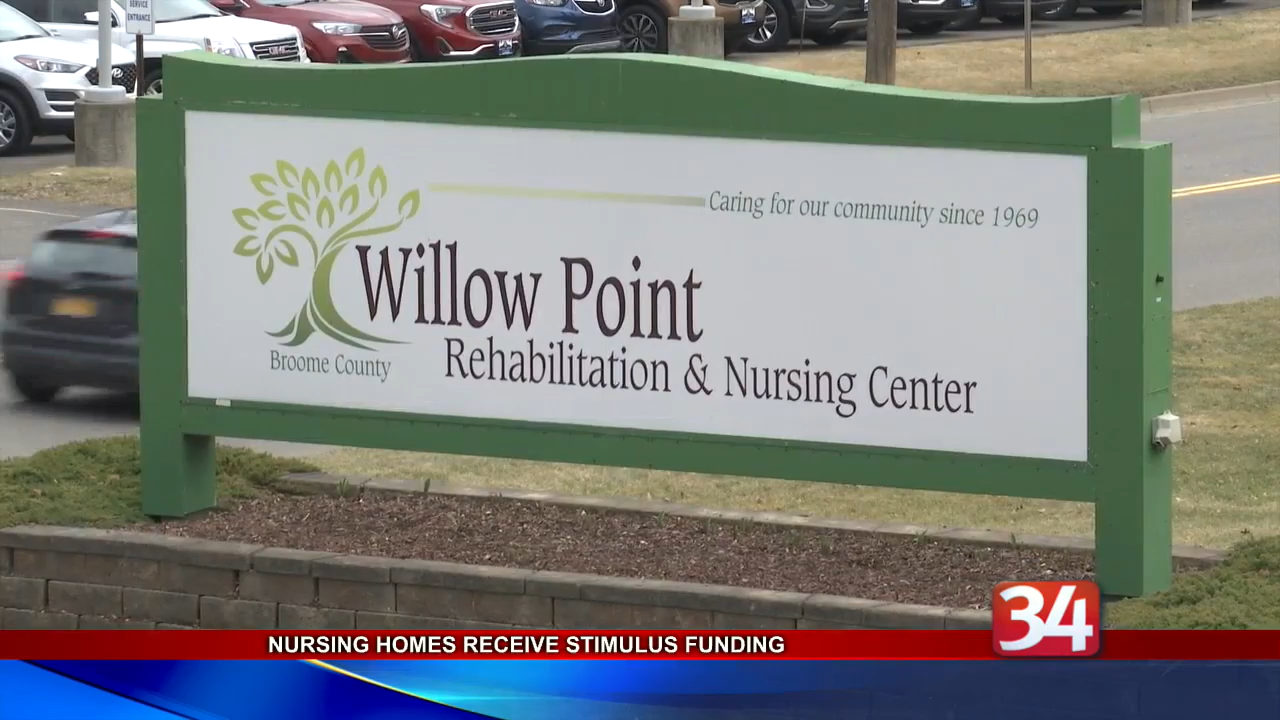 SERVICE
ENTRANCE
Caring for our community since 1969
Willow Point
Rehabilitation & Nursing Center
Broome County
34
NURSING HOMES RECEIVE STIMULUS FUNDING